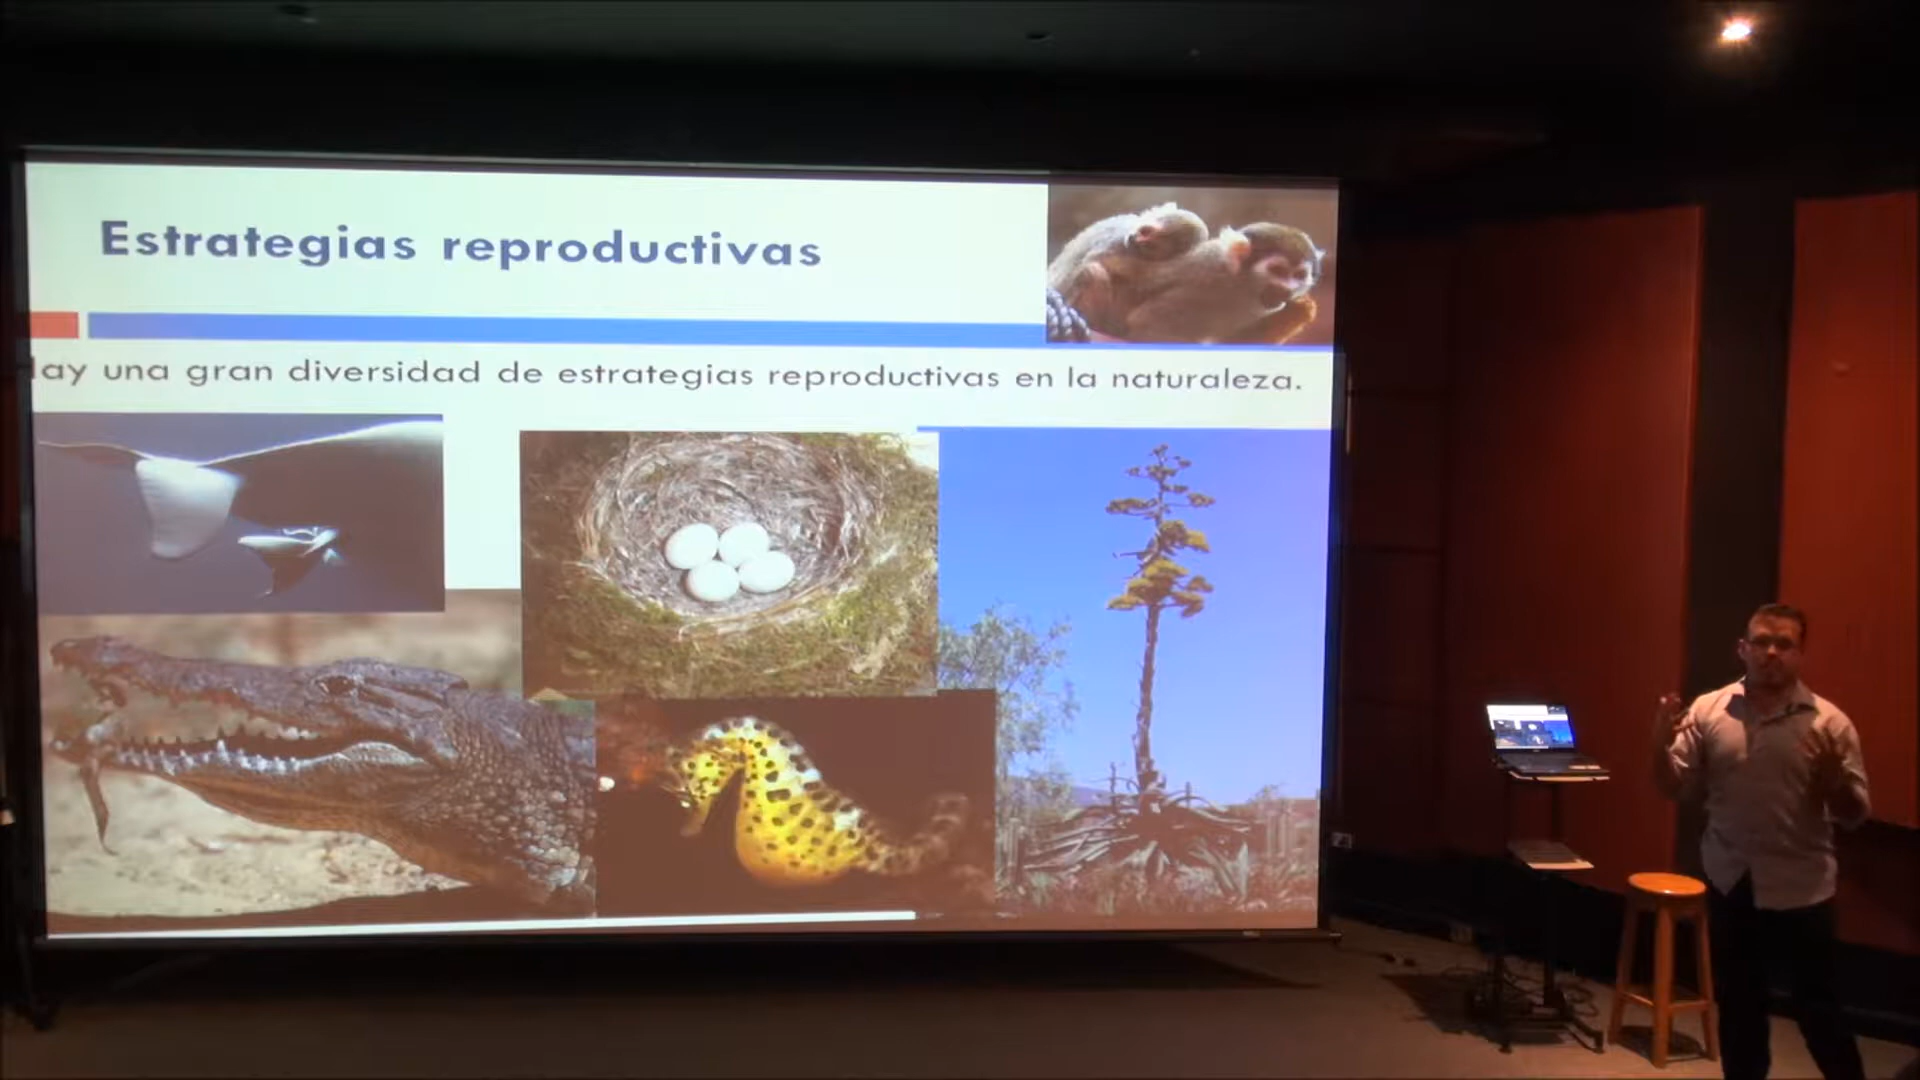 Estrategias reproductivas
Hay una gran diversidad de estrategias reproductivas en la naturaleza.